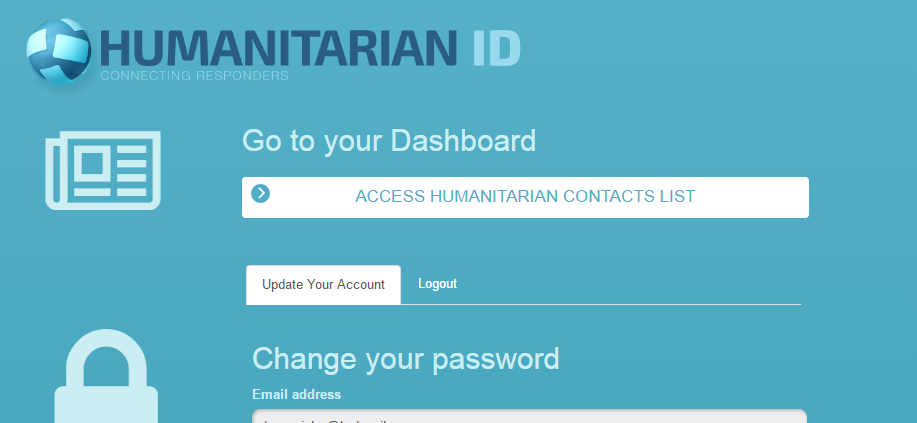 HUMANITARIAN ID
CONNECTING RESPONDERS
Go to your Dashboard
ACCESS HUMANITARIAN CONTACTS LIST
Update Your Account
Logout
Change your password
Email address